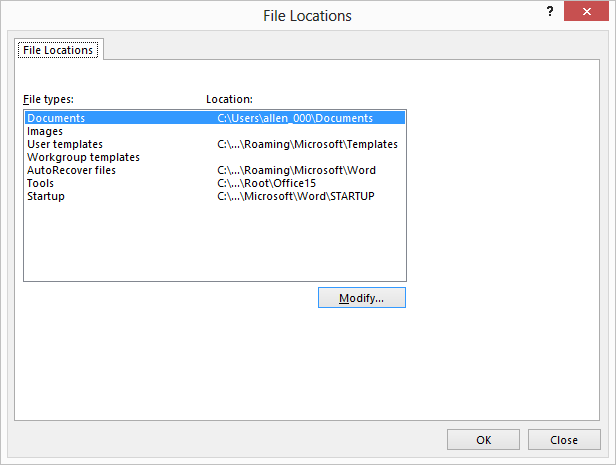 File Locations
?
File Locations
File types: Location:
Documents C:\Users\allen_000\Documents
Images
User templates C:\...\Roaming\Microsoft\Templates
Workgroup templates
AutoRecover files C:\...\Roaming\Microsoft\Word
Tools C:\...\Root\Office15
Startup C:\...\Microsoft\Word\STARTUP
Modify...
OK Close